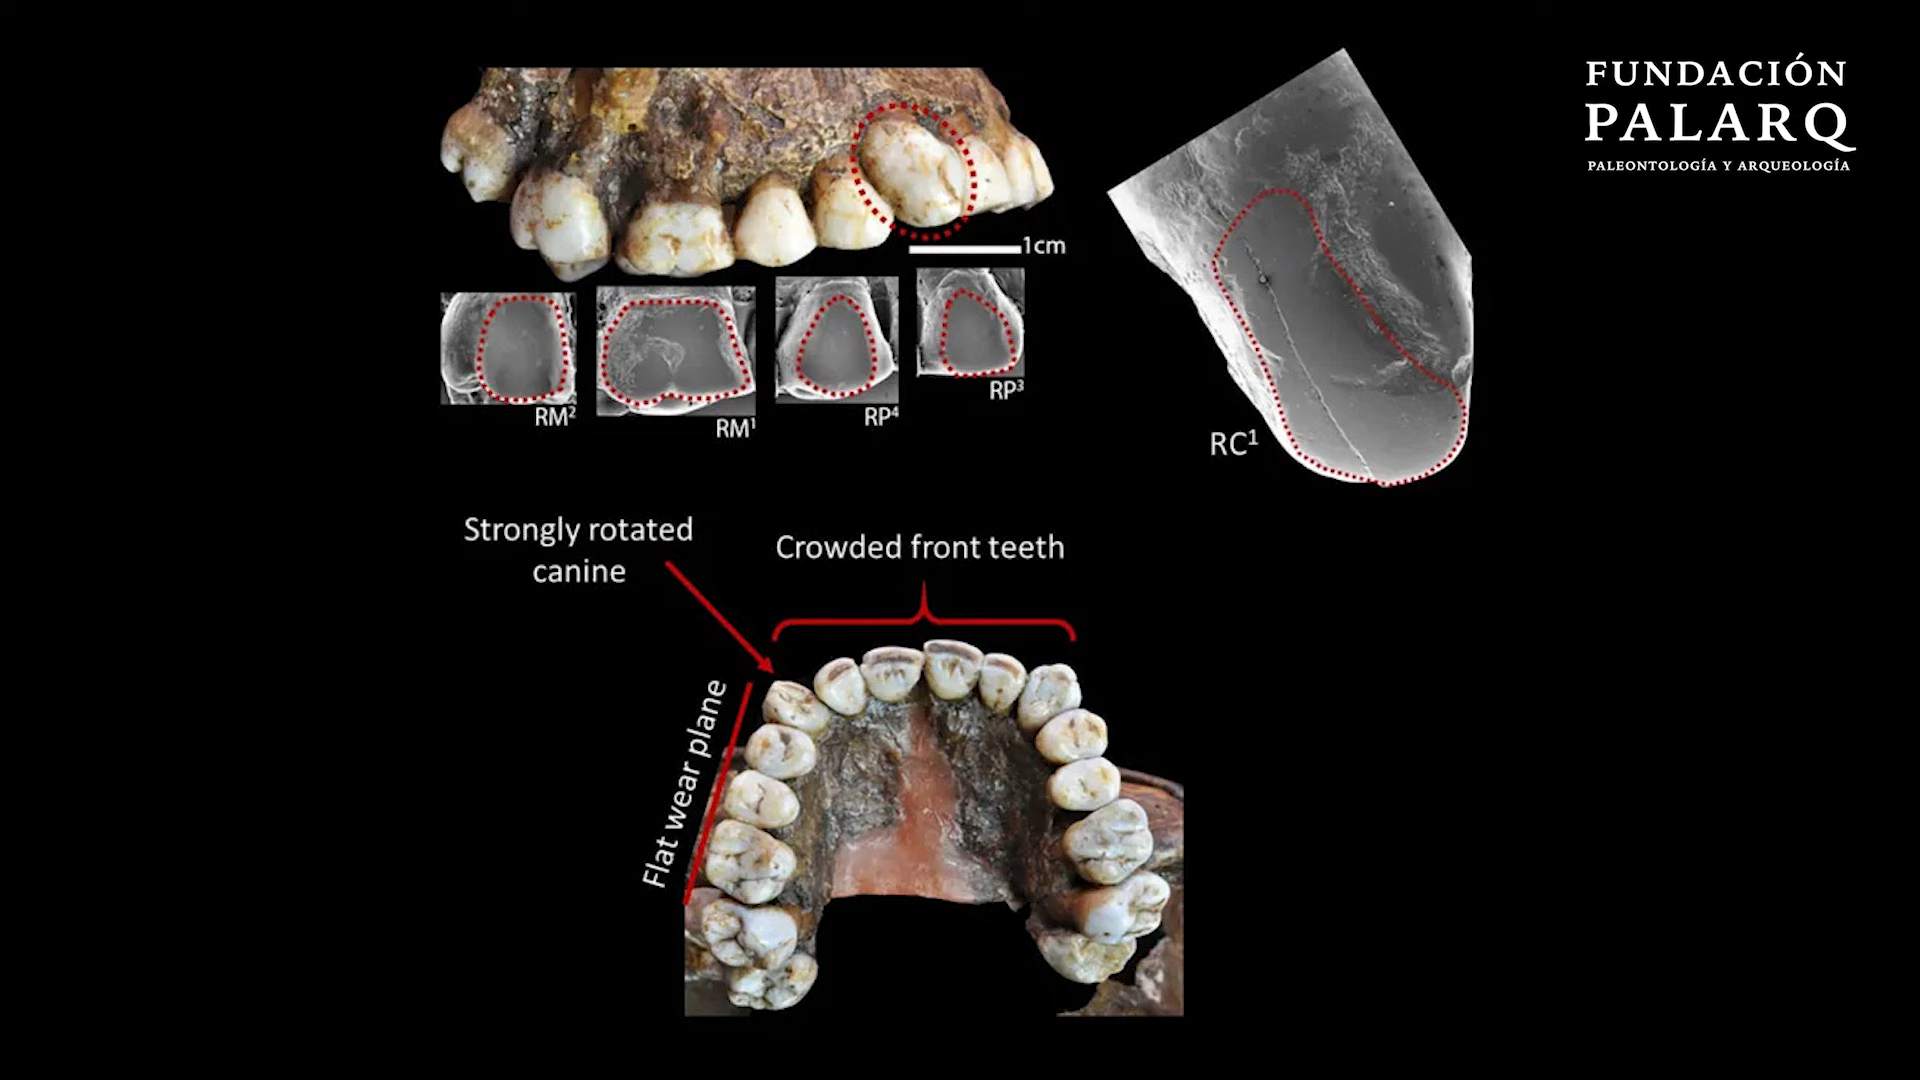 FUNDACIÓN
PALARQ
PALEONTOLOGÍA Y ARQUEOLOGÍA
1cm
RM²
RM¹
RP⁴
RP³
RC¹
Strongly rotated
canine
Crowded front teeth
Flat wear plane